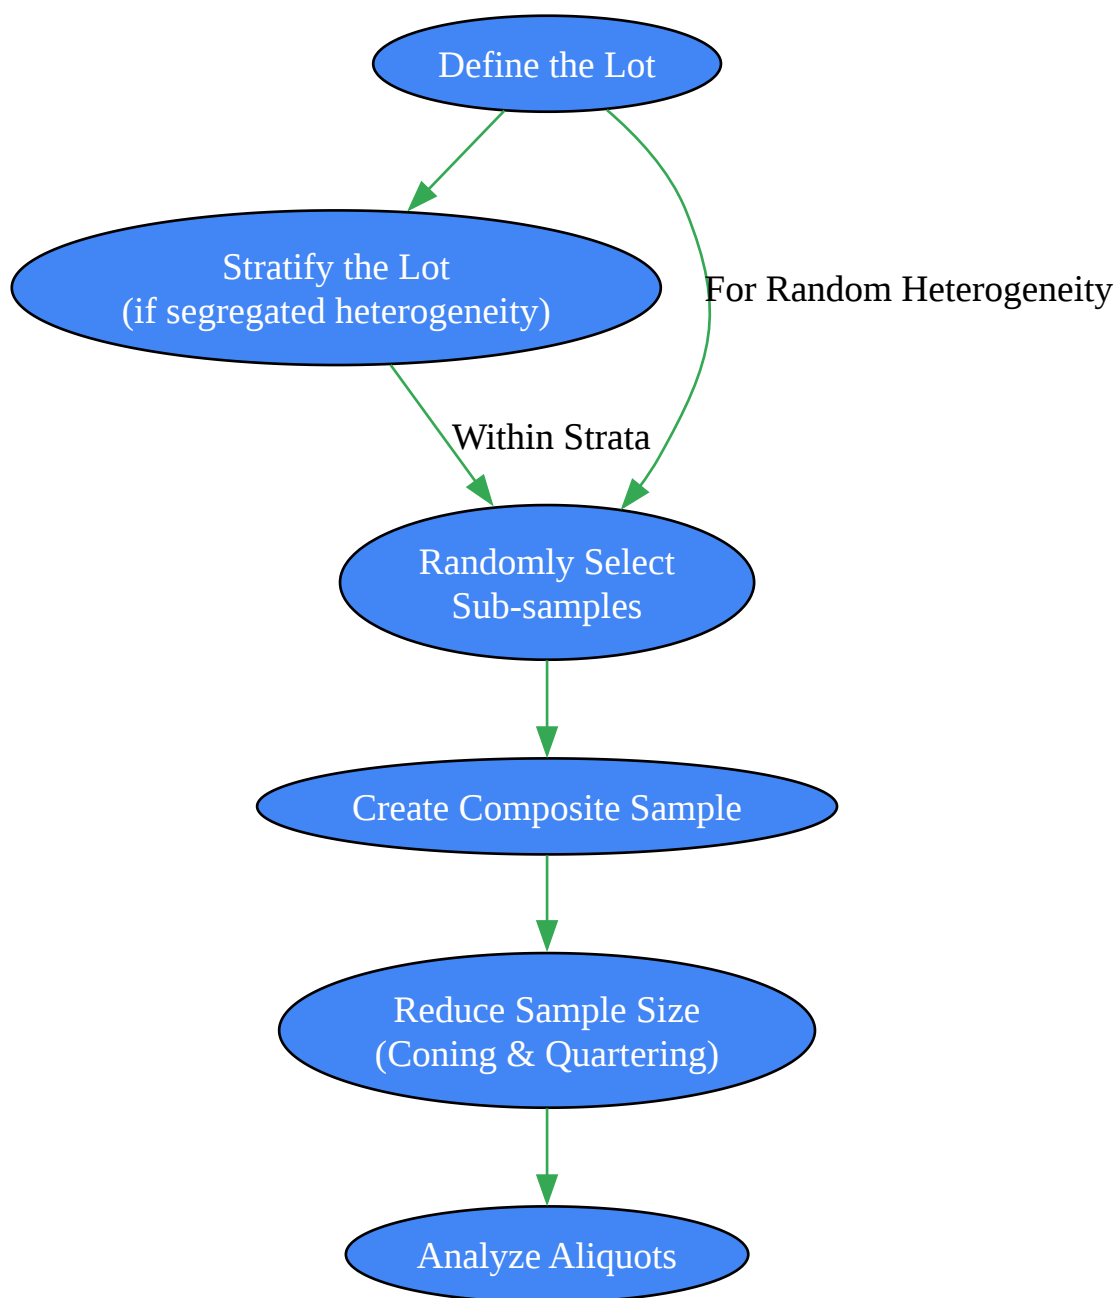 Define the Lot
Stratify the Lot
(if segregated heterogeneity)
For Random Heterogeneity
Within Strata
Randomly Select
Sub-samples
Create Composite Sample
Reduce Sample Size
(Coning & Quartering)
Analyze Aliquots